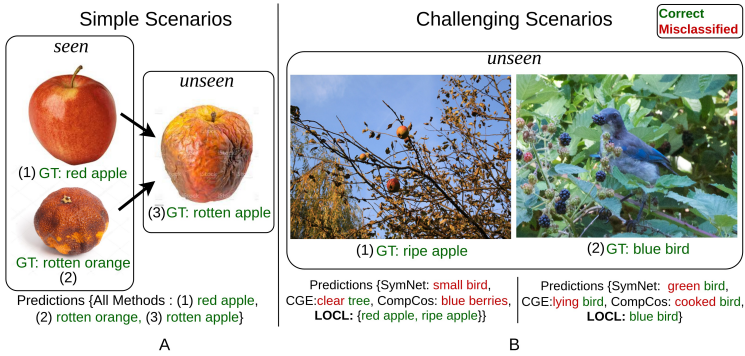 Simple Scenarios
seen
unseen
(1) GT: red apple
GT: rotten orange
(2)
(3)GT: rotten apple
Predictions {All Methods : (1) red apple,
(2) rotten orange, (3) rotten apple}
A
Challenging Scenarios
Correct
Misclassified
unseen
(1) GT: ripe apple
(2) GT: blue bird
Predictions {SymNet: small bird,
CGE:clear tree, CompCos: blue berries,
LOCL: {red apple, ripe apple}}
Predictions {SymNet: green bird,
CGE:lying bird, CompCos: cooked bird,
LOCL: blue bird}
B